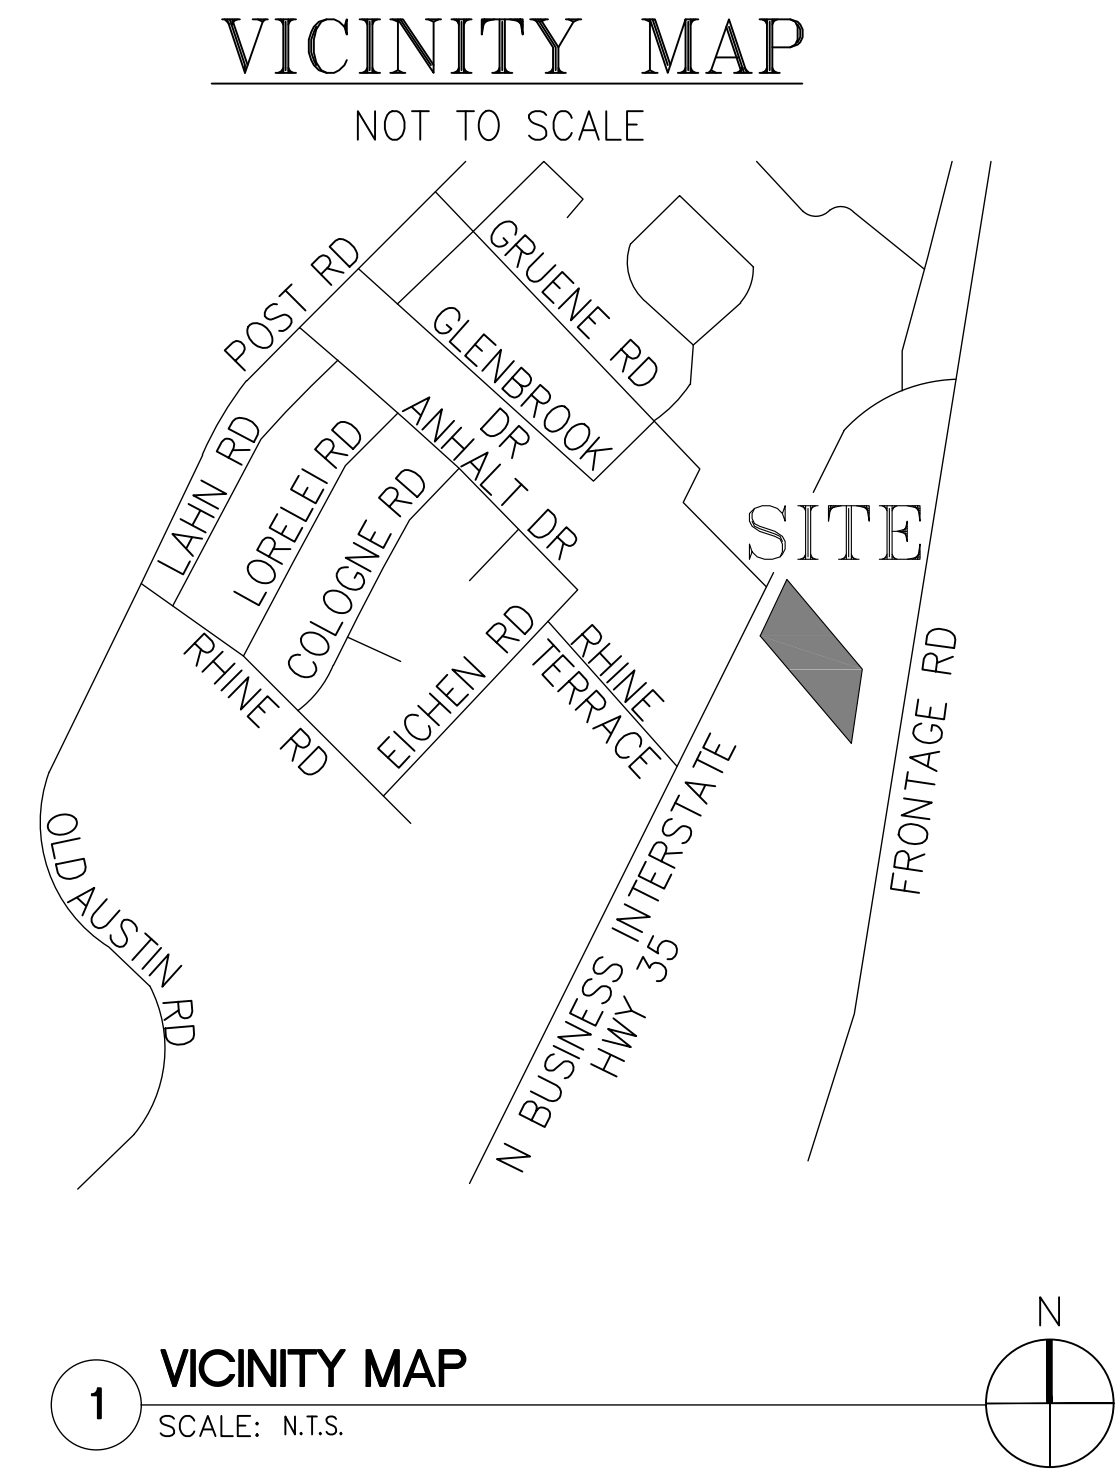 VICINITY MAP
NOT TO SCALE
POST RD
GRUENE RD
GLENBROOK
DR
ANHALT DR
LAHN RD
LORELEI RD
COLOGNE RD
SITE
RHINE RD
EICHEN RD
RHINE
TERRACE
FRONTAGE RD
N BUSINESS INTERSTATE
HWY 35
OLD AUSTIN RD
N
1
VICINITY MAP
SCALE: N.T.S.